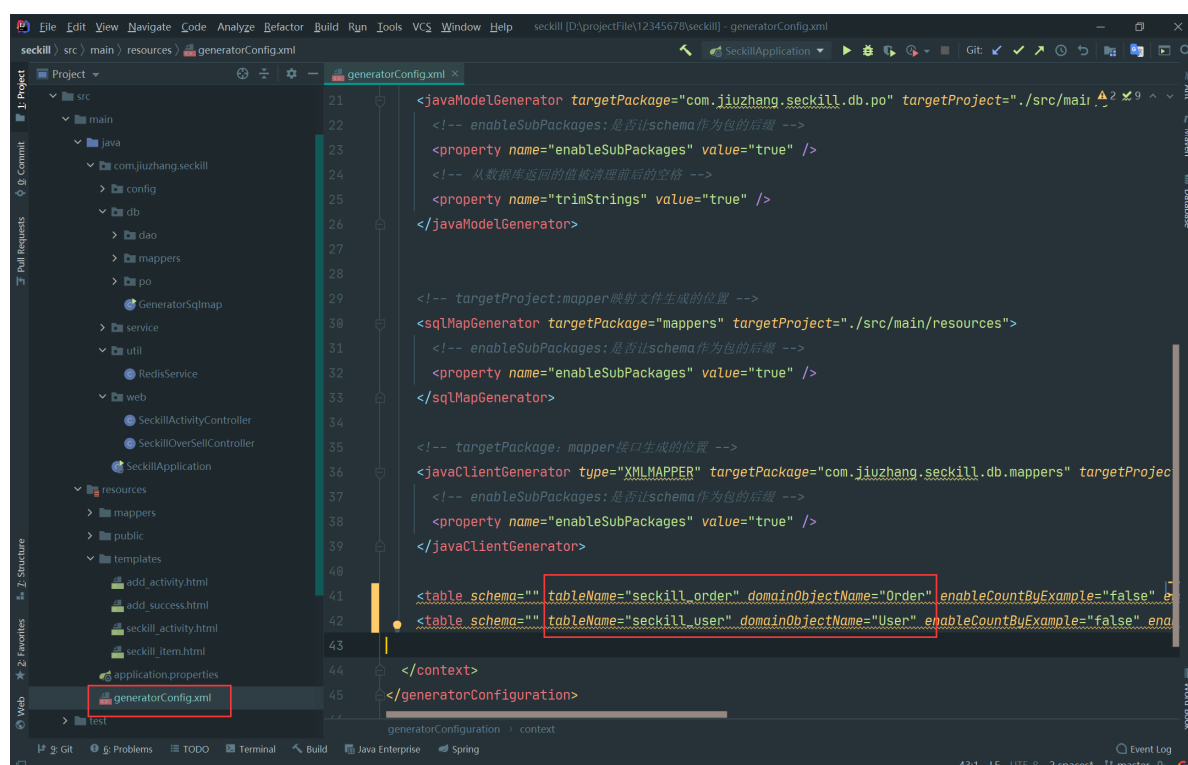 File Edit View Navigate Code Analyze Refactor Build Run Tools VCS Window Help seckill [D:\projectFile\12345678\seckill] - generatorConfig.xml
seckill src main resources generatorConfig.xml SeckillApplication Git:
1: Project
0: Commit
Pull Requests
7: Structure
2: Favorites
Web
Project
src
main
java
com.jiuzhang.seckill
config
db
dao
mappers
po
GeneratorSqlmap
service
util
RedisService
web
SeckillActivityController
SeckillOverSellController
SeckillApplication
resources
mappers
public
templates
add_activity.html
add_success.html
seckill_activity.html
seckill_item.html
application.properties
generatorConfig.xml
test
generatorConfig.xml
2 9
21 <javaModelGenerator targetPackage="com.jiuzhang.seckill.db.po" targetProject="./src/main
22 <!-- enableSubPackages:是否让schema作为包的后缀 -->
23 <property name="enableSubPackages" value="true" />
24 <!-- 从数据库返回的值被清理前后的空格 -->
25 <property name="trimStrings" value="true" />
26 </javaModelGenerator>
27
28
29 <!-- targetProject:mapper映射文件生成的位置 -->
30 <sqlMapGenerator targetPackage="mappers" targetProject="./src/main/resources">
31 <!-- enableSubPackages:是否让schema作为包的后缀 -->
32 <property name="enableSubPackages" value="true" />
33 </sqlMapGenerator>
34
35 <!-- targetPackage：mapper接口生成的位置 -->
36 <javaClientGenerator type="XMLMAPPER" targetPackage="com.jiuzhang.seckill.db.mappers" targetProjec
37 <!-- enableSubPackages:是否让schema作为包的后缀 -->
38 <property name="enableSubPackages" value="true" />
39 </javaClientGenerator>
40
41 <table schema="" tableName="seckill_order" domainObjectName="Order" enableCountByExample="false" e
42 <table schema="" tableName="seckill_user" domainObjectName="User" enableCountByExample="false" ena
43
44 </context>
45 </generatorConfiguration>
generatorConfiguration context
Maven
Database
Word Book
9: Git 6: Problems TODO Terminal Build Java Enterprise Spring Event Log